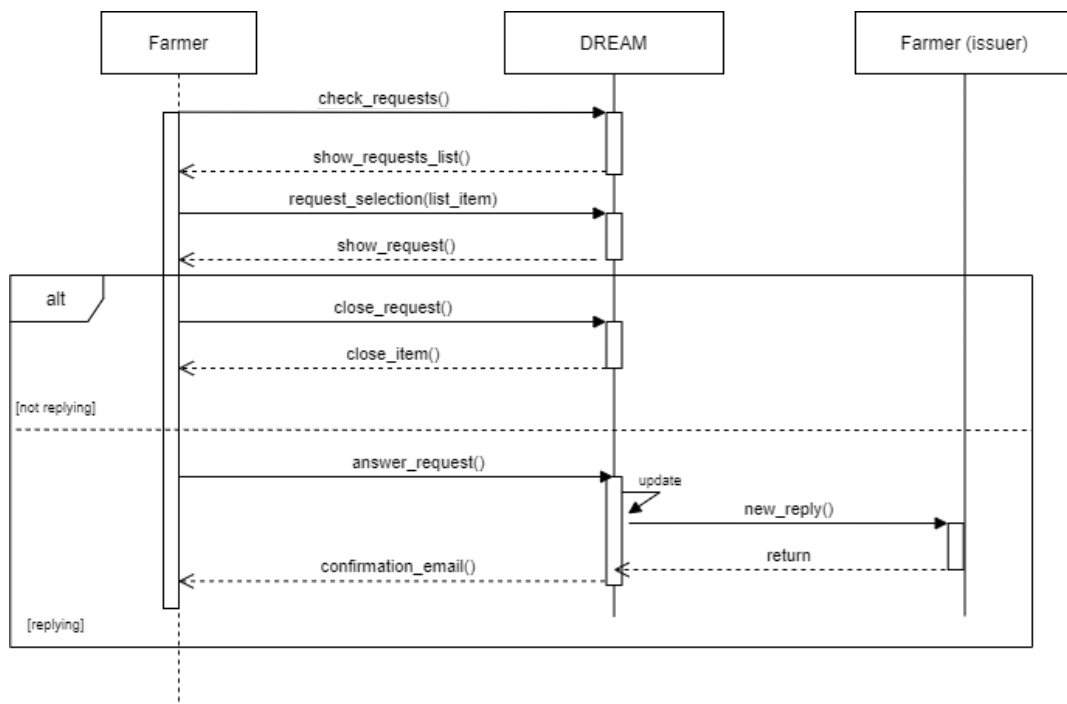 Farmer
DREAM
Farmer (issuer)
check_requests()
show_requests_list()
request_selection(list_item)
show_request()
alt
close_request()
close_item()
[not replying]
answer_request()
update
new_reply()
return
confirmation_email()
[replying]